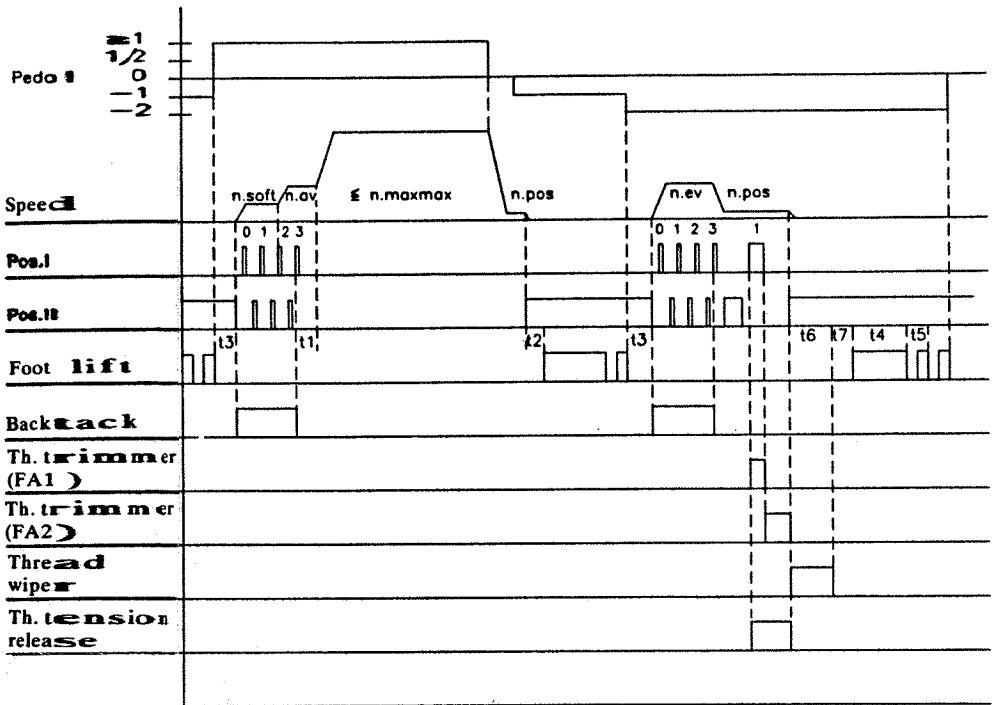 ≥1
1/2
Pedal 0
−1
−2
n.soft n.av ≤ n.maxmax n.pos n.ev n.pos
Speed
0 1 2 3 0 1 2 3 1
Pos.I
Pos.II
t3 t1 t2 t3 t6 t7 t4 t5
Foot lift
Backtack
Th. trimmer
(FA1)
Th. trimmer
(FA2)
Thread
wiper
Th. tension
release